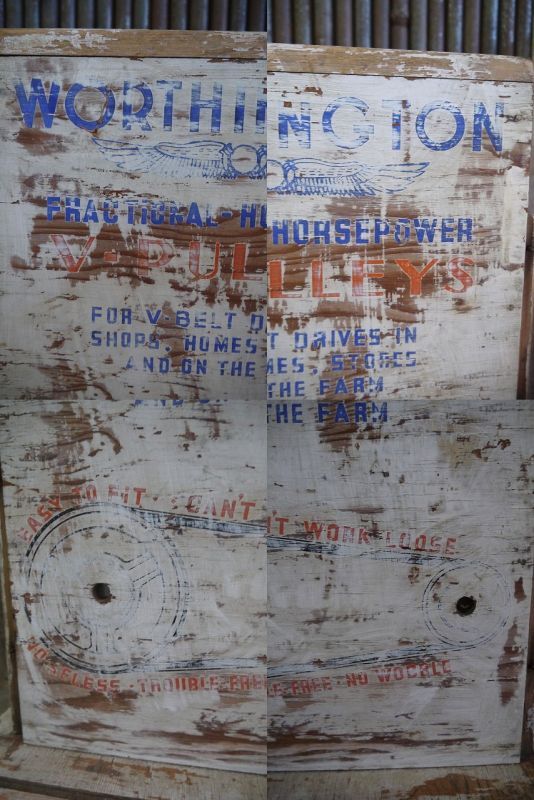 WORTHINGTON
FRACTIONAL-HORSEPOWER
V-PULLEYS
FOR V-BELT DRIVES IN
SHOPS, HOMES, STORES
AND ON THE FARM
EASY TO FIT · CAN'T WORK LOOSE
NOISELESS · TROUBLE-FREE · NO WOBBLE